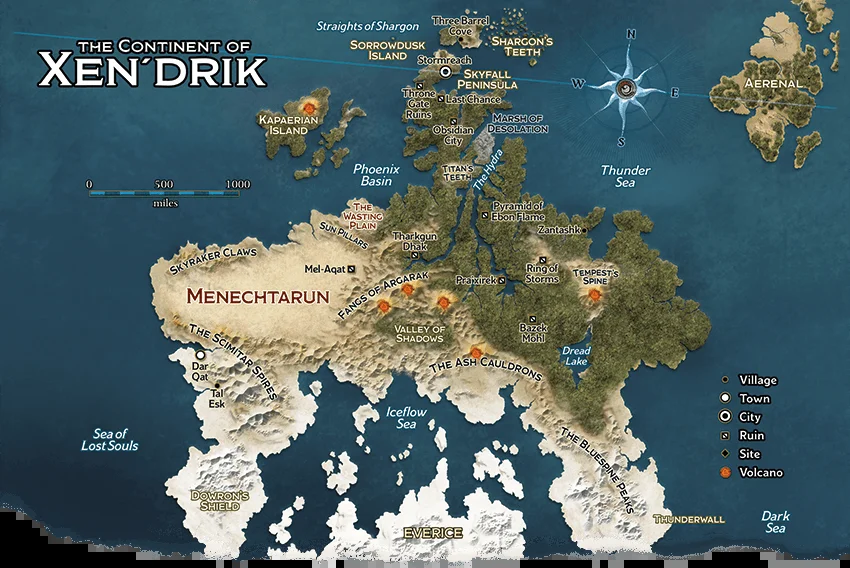 THE CONTINENT OF
XEN´DRIK
Straights of Shargon
Three Barrel
Cove
SORROWDUSK
ISLAND
SHARGON'S
TEETH
Stormreach
SKYFALL
PENINSULA
Throne
Gate
Ruins
Last Chance
Obsidian
City
MARSH OF
DESOLATION
KAPAERIAN
ISLAND
N
W
E
S
AERENAL
Phoenix
Basin
TITAN'S
TEETH
The Hydra
Thunder
Sea
0 500 1000
miles
THE
WASTING
PLAIN
SUN PILLARS
Pyramid of
Ebon Flame
Zantashk
Tharkgun
Dhak
SKYRAKER CLAWS
Mel-Aqat
FANGS OF ARGARAK
Praixirek
Ring of
Storms
TEMPEST'S
SPINE
MENECHTARUN
VALLEY OF
SHADOWS
Bazek
Mohl
THE SCIMITAR SPIRES
Dar
Qat
Tal
Esk
THE ASH CAULDRONS
Dread
Lake
Iceflow
Sea
Sea of
Lost Souls
THE BLUESPINE PEAKS
Village
Town
City
Ruin
Site
Volcano
DOWRON'S
SHIELD
EVERICE
THUNDERWALL
Dark
Sea